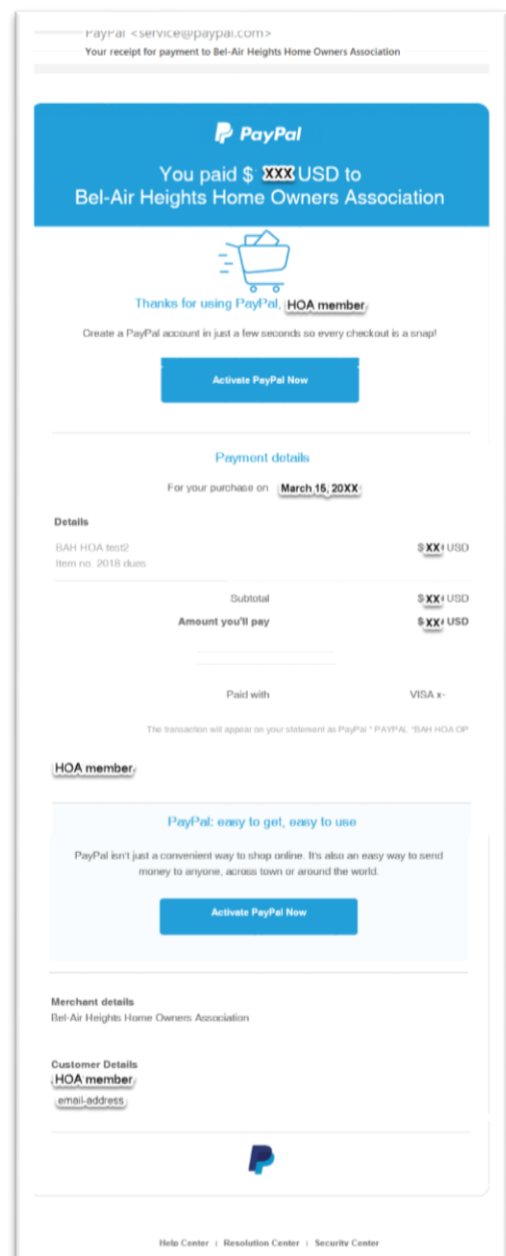 PayPal <service@paypal.com>
Your receipt for payment to Bel-Air Heights Home Owners Association
PayPal
You paid $ XXX USD to
Bel-Air Heights Home Owners Association
Thanks for using PayPal, HOA member
Create a PayPal account in just a few seconds so every checkout is a snap!
Activate PayPal Now
Payment details
For your purchase on March 15, 20XX
Details
BAH HOA test2 $ XX USD
Item no. 2018 dues
Subtotal $ XX USD
Amount you'll pay $ XX USD
Paid with VISA x-
The transaction will appear on your statement as PayPal * PAYPAL *BAH HOA OP
HOA member
PayPal: easy to get, easy to use
PayPal isn't just a convenient way to shop online. It's also an easy way to send
money to anyone, across town or around the world.
Activate PayPal Now
Merchant details
Bel-Air Heights Home Owners Association
Customer Details
HOA member
email-address
Help Center | Resolution Center | Security Center